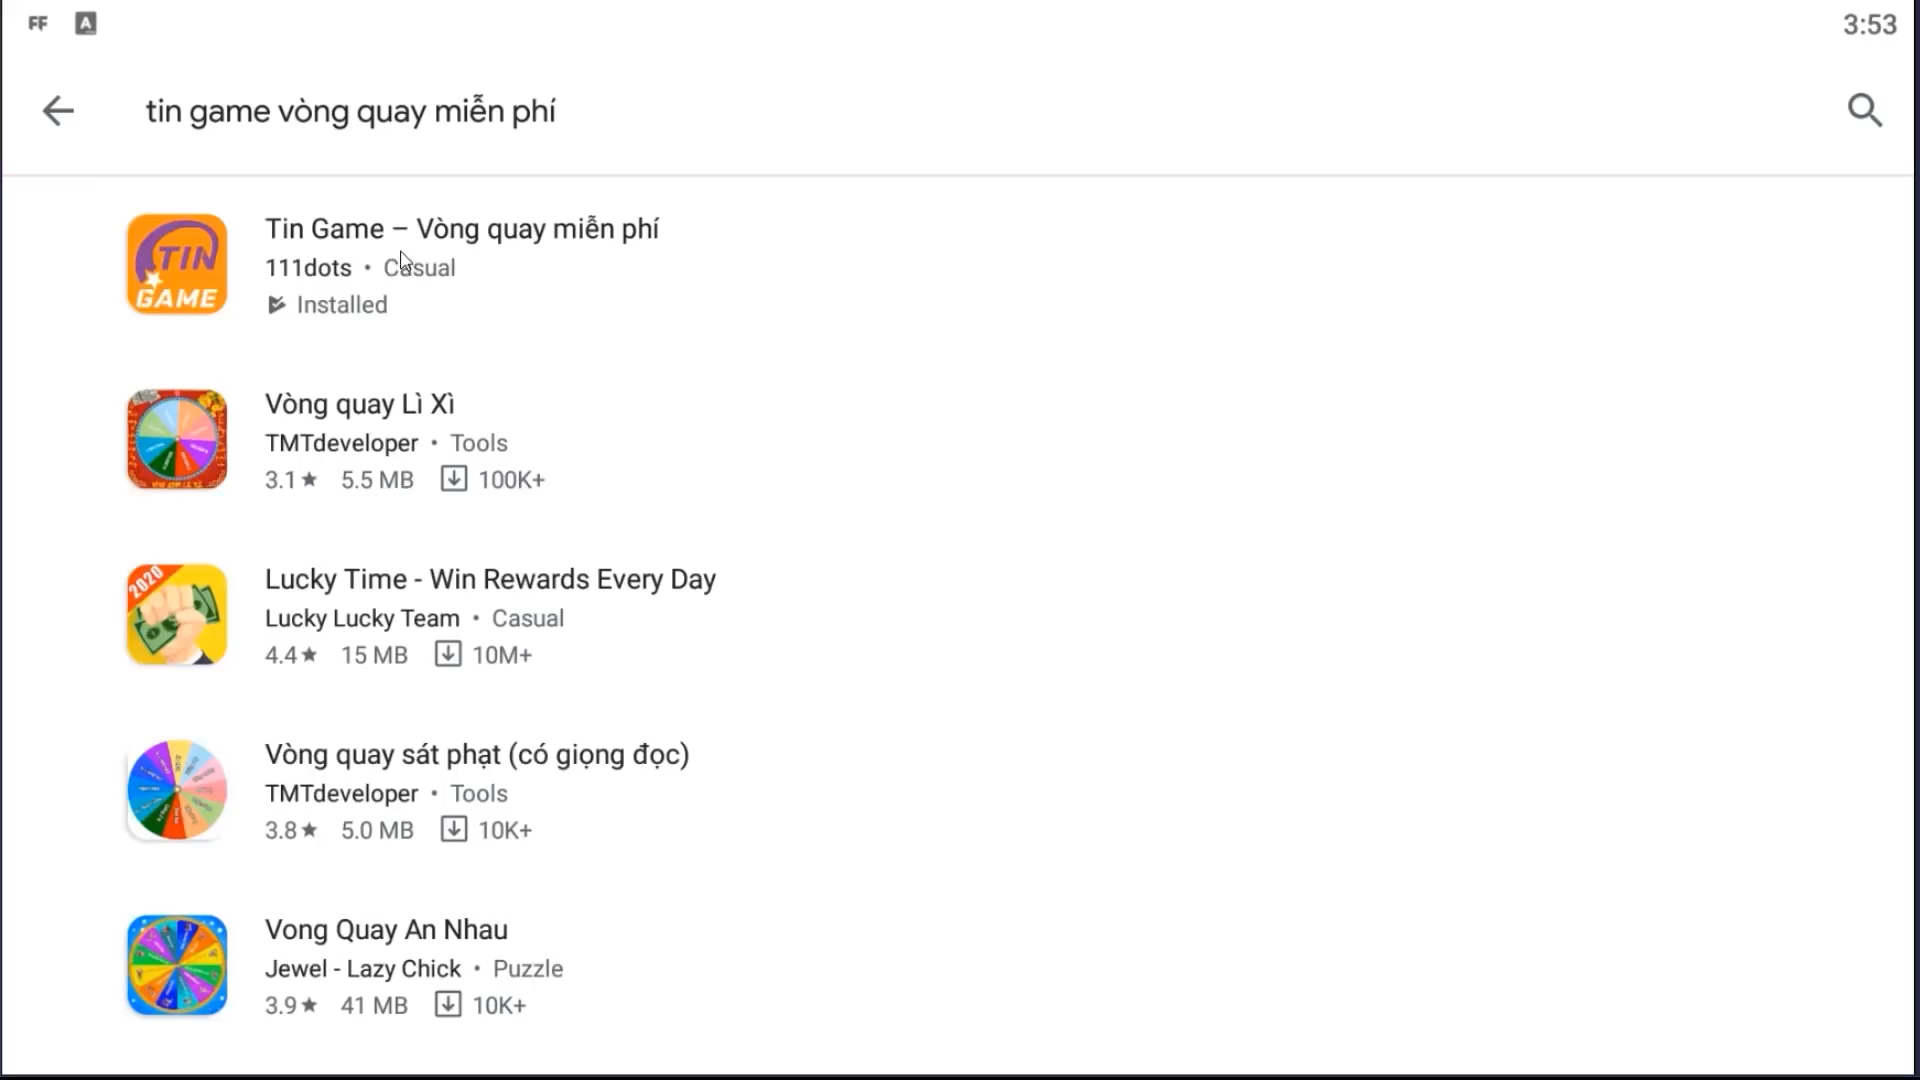 FF A 3:53
tin game vòng quay miễn phí
TIN
GAME
Tin Game – Vòng quay miễn phí
111dots • Casual
Installed
Vòng quay Lì Xì
TMTdeveloper • Tools
3.1★ 5.5 MB 100K+
2020
Lucky Time - Win Rewards Every Day
Lucky Lucky Team • Casual
4.4★ 15 MB 10M+
Vòng quay sát phạt (có giọng đọc)
TMTdeveloper • Tools
3.8★ 5.0 MB 10K+
Vong Quay An Nhau
Jewel - Lazy Chick • Puzzle
3.9★ 41 MB 10K+